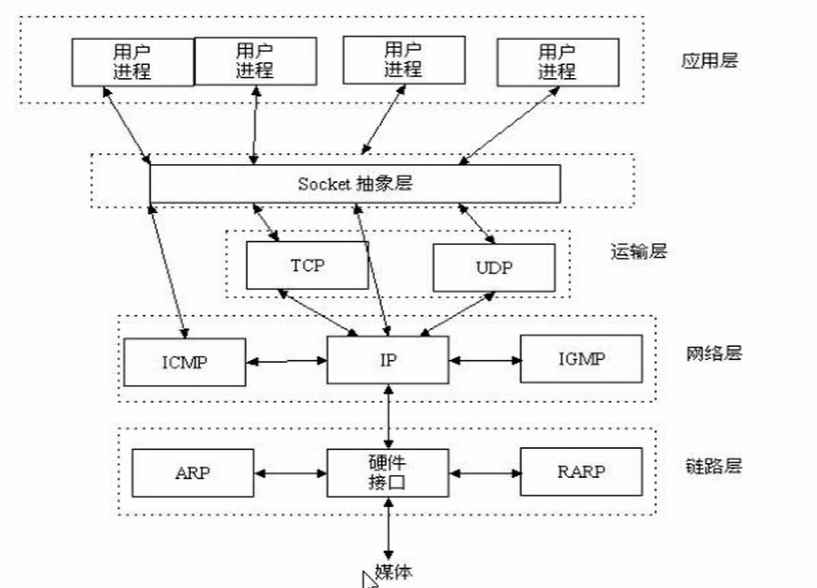 用户
进程
用户
进程
用户
进程
用户
进程
应用层
Socket 抽象层
TCP
UDP
运输层
ICMP
IP
IGMP
网络层
ARP
硬件
接口
RARP
链路层
媒体